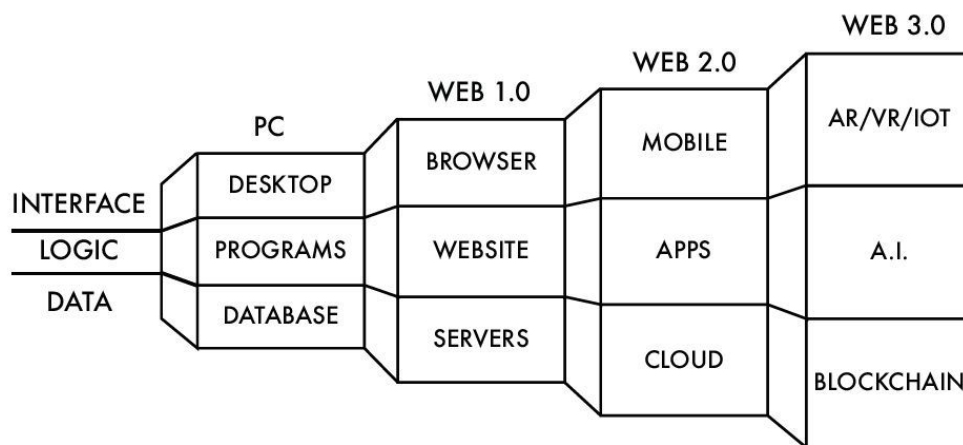 WEB 3.0
WEB 2.0
WEB 1.0
PC
AR/VR/IOT
MOBILE
BROWSER
DESKTOP
INTERFACE
LOGIC
PROGRAMS
WEBSITE
APPS
A.I.
DATA
DATABASE
SERVERS
CLOUD
BLOCKCHAIN